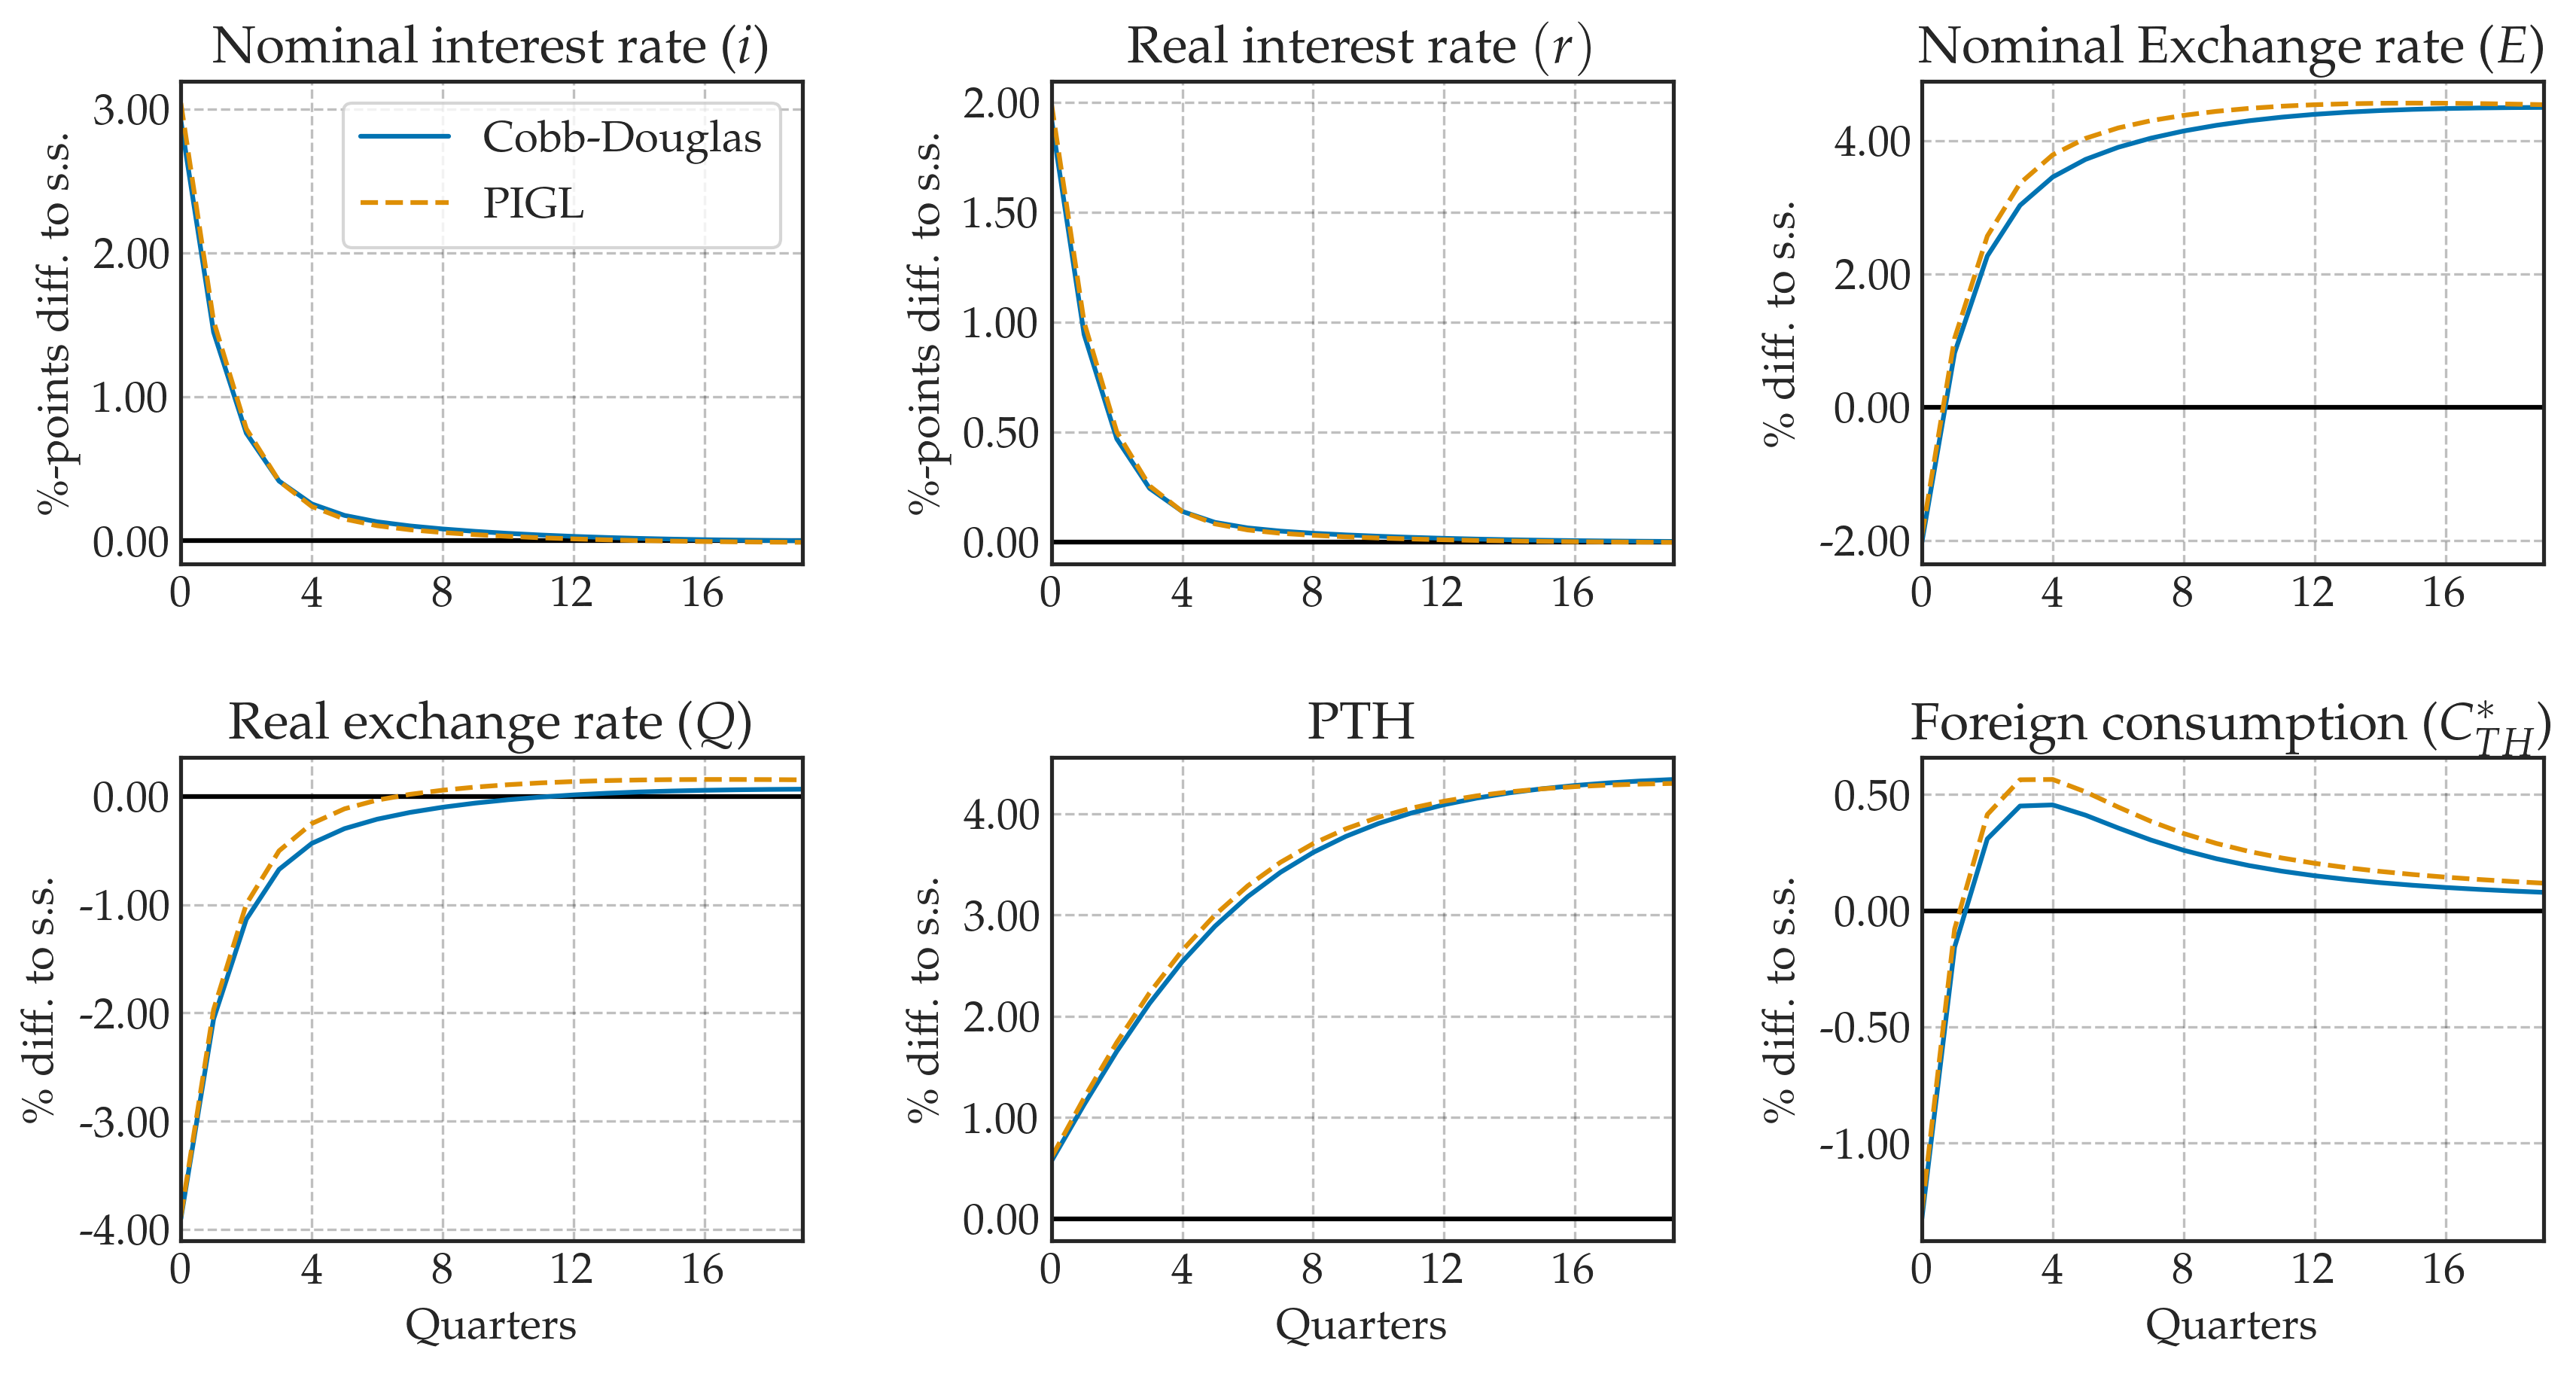 Nominal interest rate (i)
%-points diff. to s.s.
3.00
2.00
1.00
0.00
0 4 8 12 16
Cobb-Douglas
PIGL
Real interest rate (r)
%-points diff. to s.s.
2.00
1.50
1.00
0.50
0.00
0 4 8 12 16
Nominal Exchange rate (E)
% diff. to s.s.
4.00
2.00
0.00
-2.00
0 4 8 12 16
Real exchange rate (Q)
% diff. to s.s.
0.00
-1.00
-2.00
-3.00
-4.00
0 4 8 12 16
Quarters
PTH
% diff. to s.s.
4.00
3.00
2.00
1.00
0.00
0 4 8 12 16
Quarters
Foreign consumption (C*TH)
% diff. to s.s.
0.50
0.00
-0.50
-1.00
0 4 8 12 16
Quarters